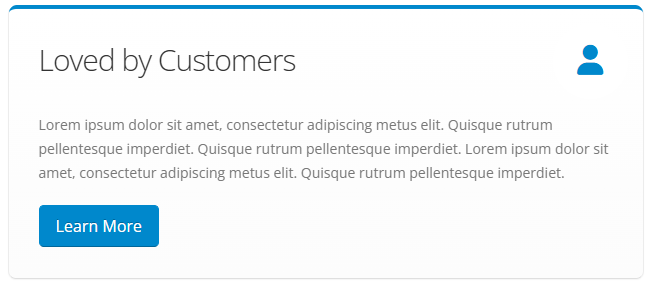 Loved by Customers
Lorem ipsum dolor sit amet, consectetur adipiscing metus elit. Quisque rutrum
pellentesque imperdiet. Quisque rutrum pellentesque imperdiet. Lorem ipsum dolor sit
amet, consectetur adipiscing metus elit. Quisque rutrum pellentesque imperdiet.
Learn More